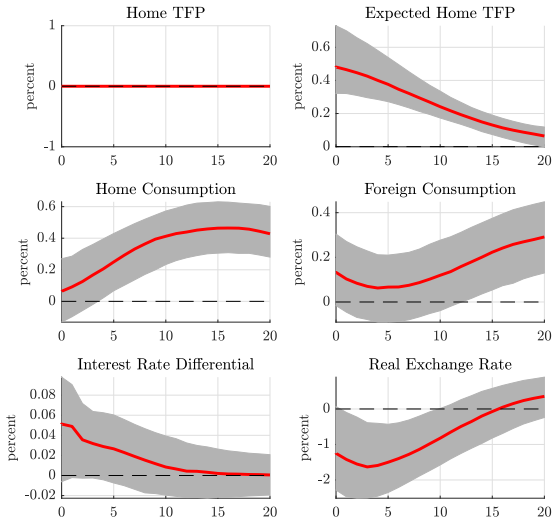 Home TFP
percent
1
0
-1
0 5 10 15 20
Expected Home TFP
percent
0.6
0.4
0.2
0
0 5 10 15 20
Home Consumption
percent
0.6
0.4
0.2
0
0 5 10 15 20
Foreign Consumption
percent
0.4
0.2
0
0 5 10 15 20
Interest Rate Differential
percent
0.08
0.06
0.04
0.02
0
-0.02
0 5 10 15 20
Real Exchange Rate
percent
0
-1
-2
0 5 10 15 20